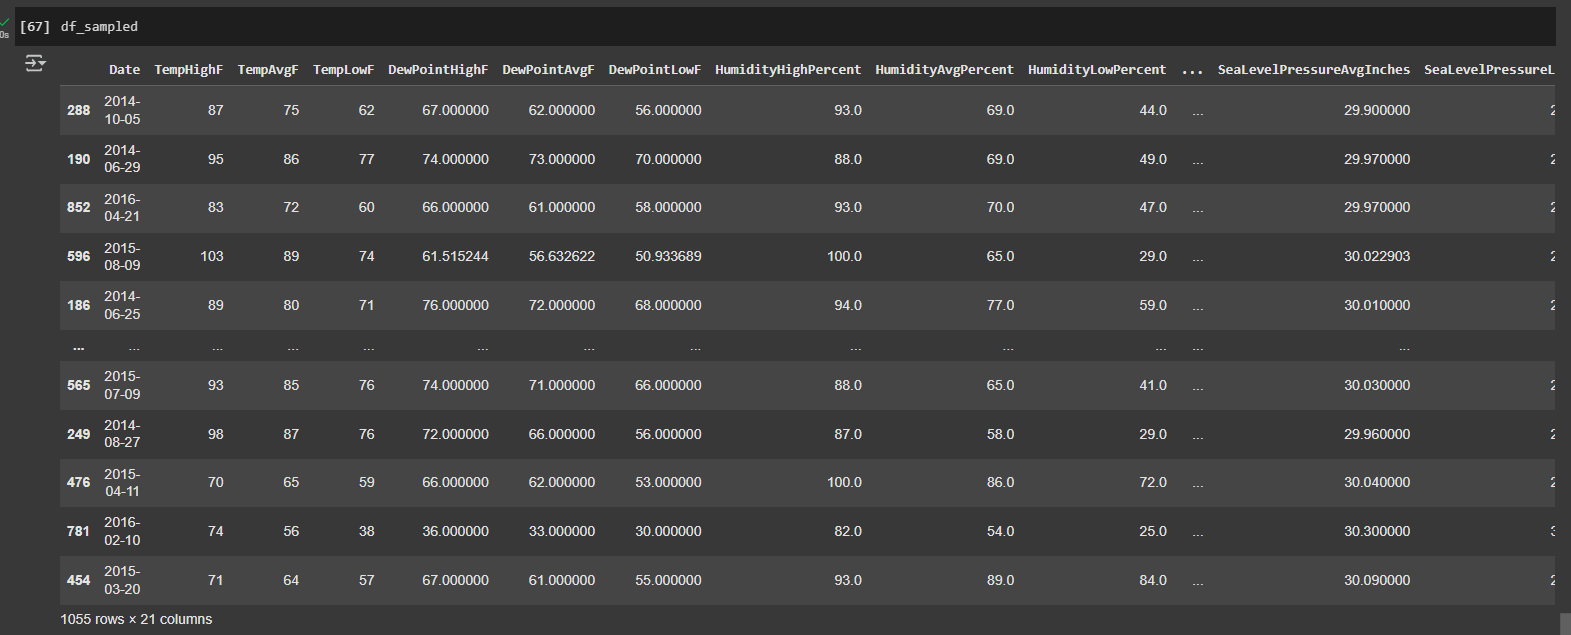 [67] df_sampled
0s
Date TempHighF TempAvgF TempLowF DewPointHighF DewPointAvgF DewPointLowF HumidityHighPercent HumidityAvgPercent HumidityLowPercent ... SeaLevelPressureAvgInches SeaLevelPressureL
288 2014-10-05 87 75 62 67.000000 62.000000 56.000000 93.0 69.0 44.0 ... 29.900000 2
190 2014-06-29 95 86 77 74.000000 73.000000 70.000000 88.0 69.0 49.0 ... 29.970000 2
852 2016-04-21 83 72 60 66.000000 61.000000 58.000000 93.0 70.0 47.0 ... 29.970000 2
596 2015-08-09 103 89 74 61.515244 56.632622 50.933689 100.0 65.0 29.0 ... 30.022903 2
186 2014-06-25 89 80 71 76.000000 72.000000 68.000000 94.0 77.0 59.0 ... 30.010000 2
... ... ... ... ... ... ... ... ... ... ... ... ...
565 2015-07-09 93 85 76 74.000000 71.000000 66.000000 88.0 65.0 41.0 ... 30.030000 2
249 2014-08-27 98 87 76 72.000000 66.000000 56.000000 87.0 58.0 29.0 ... 29.960000 2
476 2015-04-11 70 65 59 66.000000 62.000000 53.000000 100.0 86.0 72.0 ... 30.040000 2
781 2016-02-10 74 56 38 36.000000 33.000000 30.000000 82.0 54.0 25.0 ... 30.300000 3
454 2015-03-20 71 64 57 67.000000 61.000000 55.000000 93.0 89.0 84.0 ... 30.090000 2
1055 rows × 21 columns